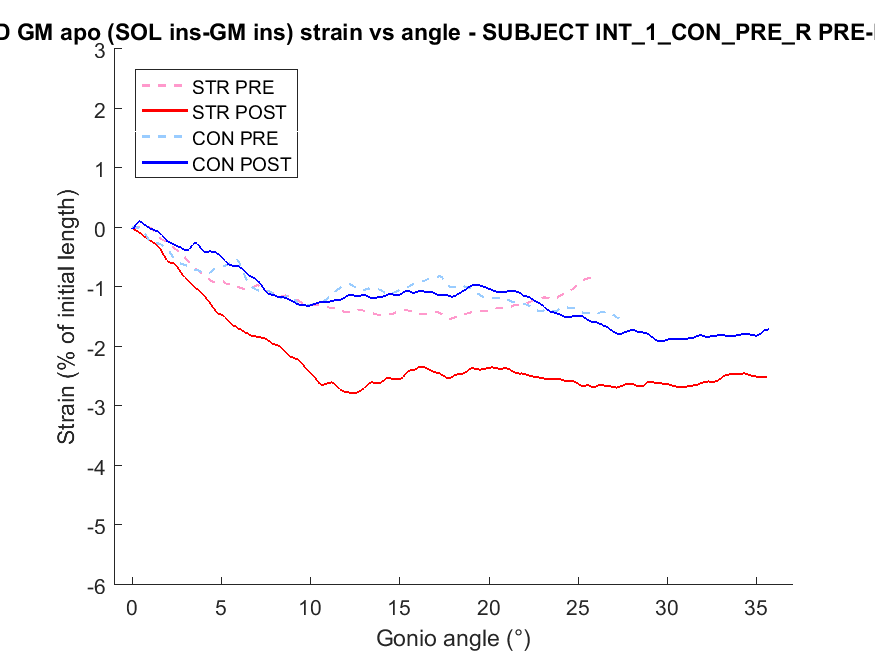 GM apo (SOL ins-GM ins) strain vs angle - SUBJECT INT_1_CON_PRE_R
3
2
1
0
-1
-2
-3
-4
-5
-6
STR PRE
STR POST
CON PRE
CON POST
Strain (% of initial length)
0 5 10 15 20 25 30 35
Gonio angle (°)